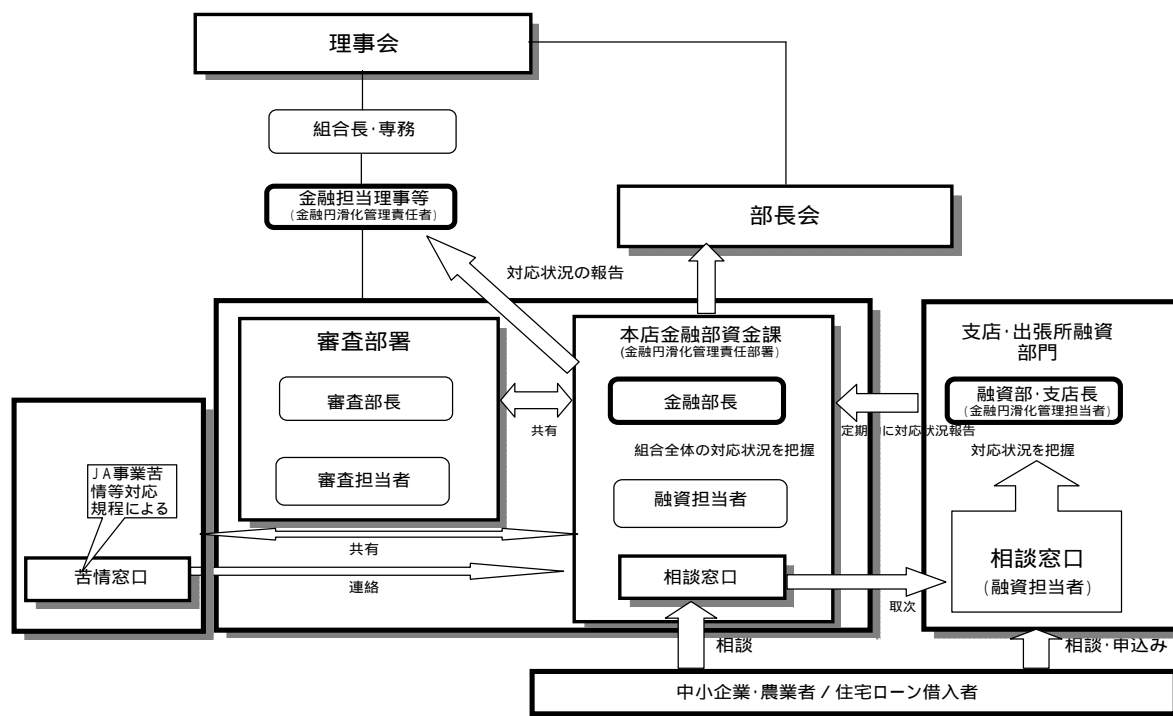 理事会
組合長・専務
金融担当理事等
(金融円滑化管理責任者)
部長会
対応状況の報告
審査部署
審査部長
審査担当者
共有
本店金融部資金課
(金融円滑化管理責任部署)
金融部長
組合全体の対応状況を把握
融資担当者
相談窓口
支店・出張所融資
部門
融資部・支店長
(金融円滑化管理担当者)
定期的に対応状況報告
対応状況を把握
相談窓口
(融資担当者)
JA事業苦
情等対応
規程による
苦情窓口
共有
連絡
取次
相談
相談・申込み
中小企業・農業者/住宅ローン借入者